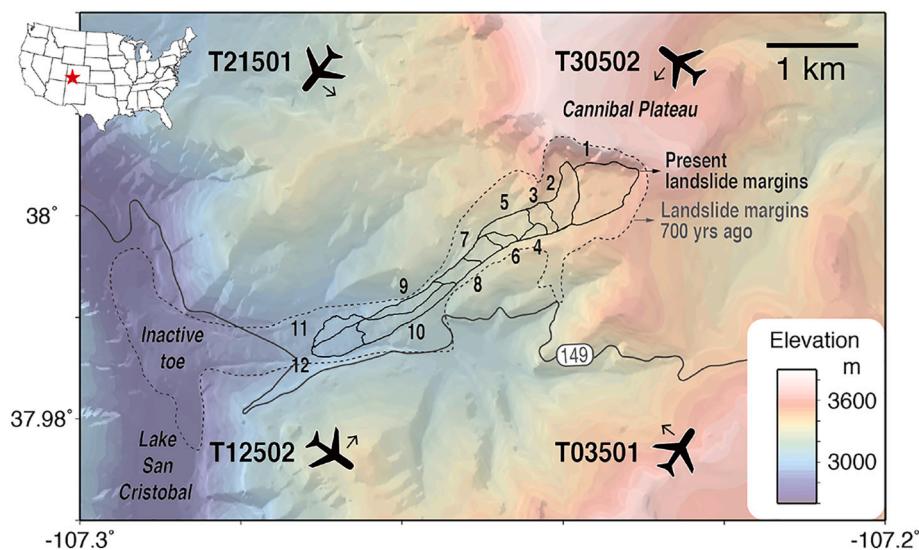 T21501
T30502
1 km
Cannibal Plateau
1
Present
landslide margins
2
3
5
Landslide margins
700 yrs ago
38°
7
4
6
9
8
11
10
Inactive
toe
12
149
Elevation
m
3600
3000
37.98°
Lake
San
Cristobal
T12502
T03501
-107.3°
-107.2°